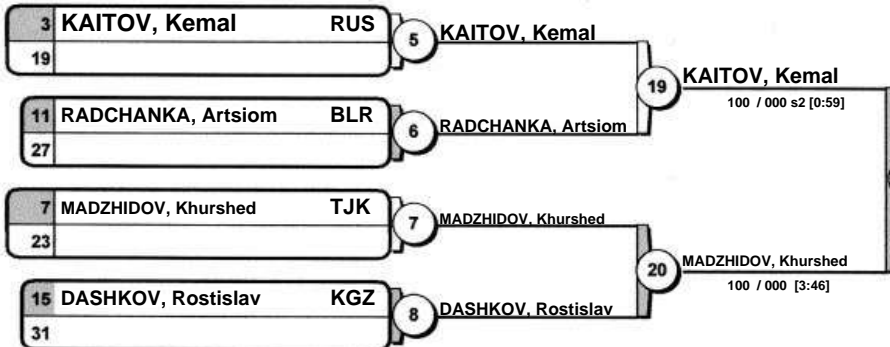 3 KAITOV, Kemal RUS
19
5 KAITOV, Kemal
11 RADCHANKA, Artsiom BLR
27
6 RADCHANKA, Artsiom
19 KAITOV, Kemal
100 / 000 s2 [0:59]
7 MADZHIDOV, Khurshed TJK
23
7 MADZHIDOV, Khurshed
15 DASHKOV, Rostislav KGZ
31
8 DASHKOV, Rostislav
20 MADZHIDOV, Khurshed
100 / 000 [3:46]